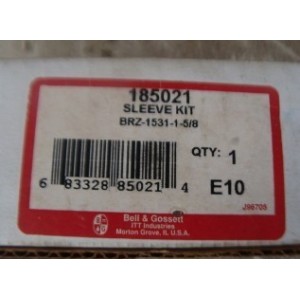 185021
SLEEVE KIT
BRZ-1531-1-5/8
QTY: 1
6 83328 85021 4
E10
J96709
Bell & Gossett
ITT Industries
Morton Grove, IL U.S.A.